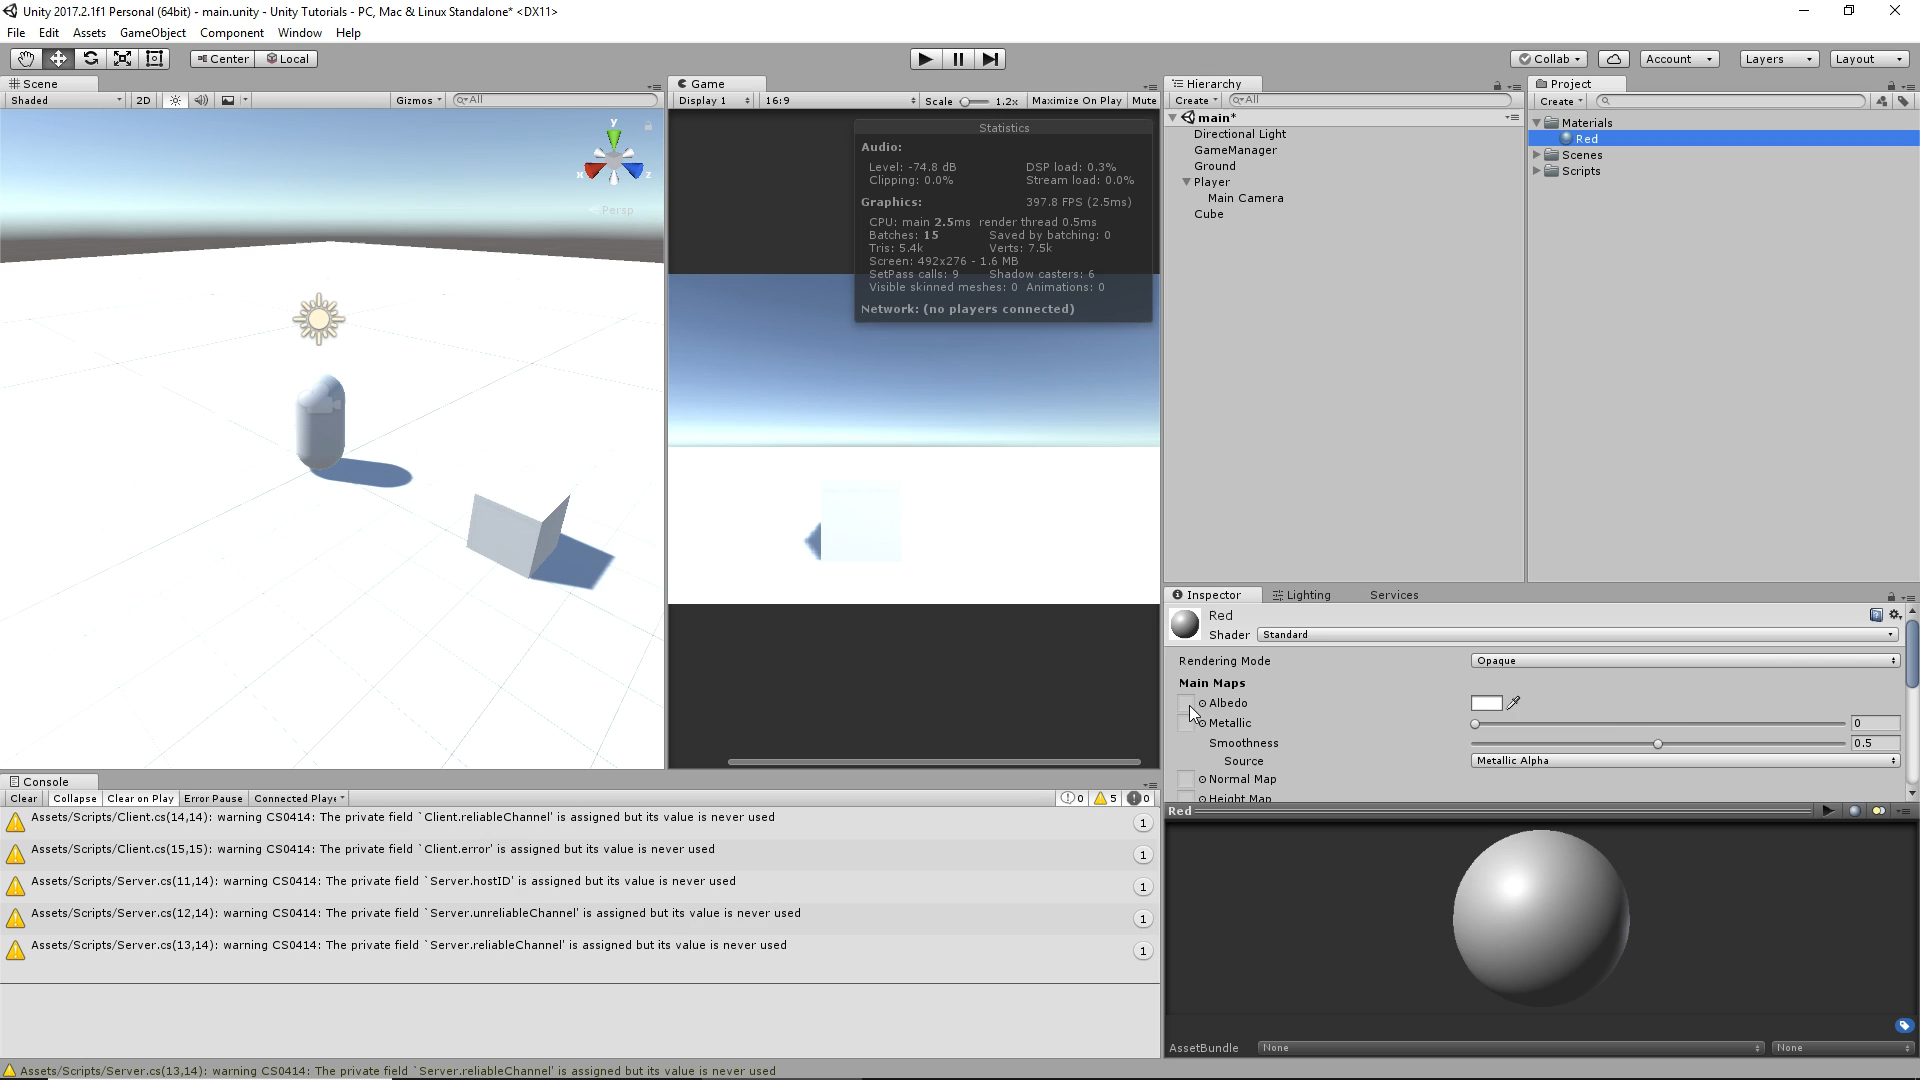 Unity 2017.2.1f1 Personal (64bit) - main.unity - Unity Tutorials - PC, Mac & Linux Standalone* <DX11>
File Edit Assets GameObject Component Window Help
Center Local
Collab Account Layers Layout
Scene
Shaded 2D Gizmos All
y
x z
Persp
Game
Display 1 16:9 Scale 1.2x Maximize On Play Mute
Statistics
Audio:
Level: -74.8 dB DSP load: 0.3%
Clipping: 0.0% Stream load: 0.0%
Graphics: 397.8 FPS (2.5ms)
CPU: main 2.5ms render thread 0.5ms
Batches: 15 Saved by batching: 0
Tris: 5.4k Verts: 7.5k
Screen: 492x276 - 1.6 MB
SetPass calls: 9 Shadow casters: 6
Visible skinned meshes: 0 Animations: 0
Network: (no players connected)
Hierarchy
Create All
main*
Directional Light
GameManager
Ground
Player
Main Camera
Cube
Project
Create
Materials
Red
Scenes
Scripts
Inspector Lighting Services
Red
Shader Standard
Rendering Mode Opaque
Main Maps
Albedo
Metallic 0
Smoothness 0.5
Source Metallic Alpha
Normal Map
Height Map
Red
AssetBundle None None
Console
Clear Collapse Clear on Play Error Pause Connected Playe 0 5 0
Assets/Scripts/Client.cs(14,14): warning CS0414: The private field `Client.reliableChannel' is assigned but its value is never used 1
Assets/Scripts/Client.cs(15,15): warning CS0414: The private field `Client.error' is assigned but its value is never used 1
Assets/Scripts/Server.cs(11,14): warning CS0414: The private field `Server.hostID' is assigned but its value is never used 1
Assets/Scripts/Server.cs(12,14): warning CS0414: The private field `Server.unreliableChannel' is assigned but its value is never used 1
Assets/Scripts/Server.cs(13,14): warning CS0414: The private field `Server.reliableChannel' is assigned but its value is never used 1
Assets/Scripts/Server.cs(13,14): warning CS0414: The private field `Server.reliableChannel' is assigned but its value is never used